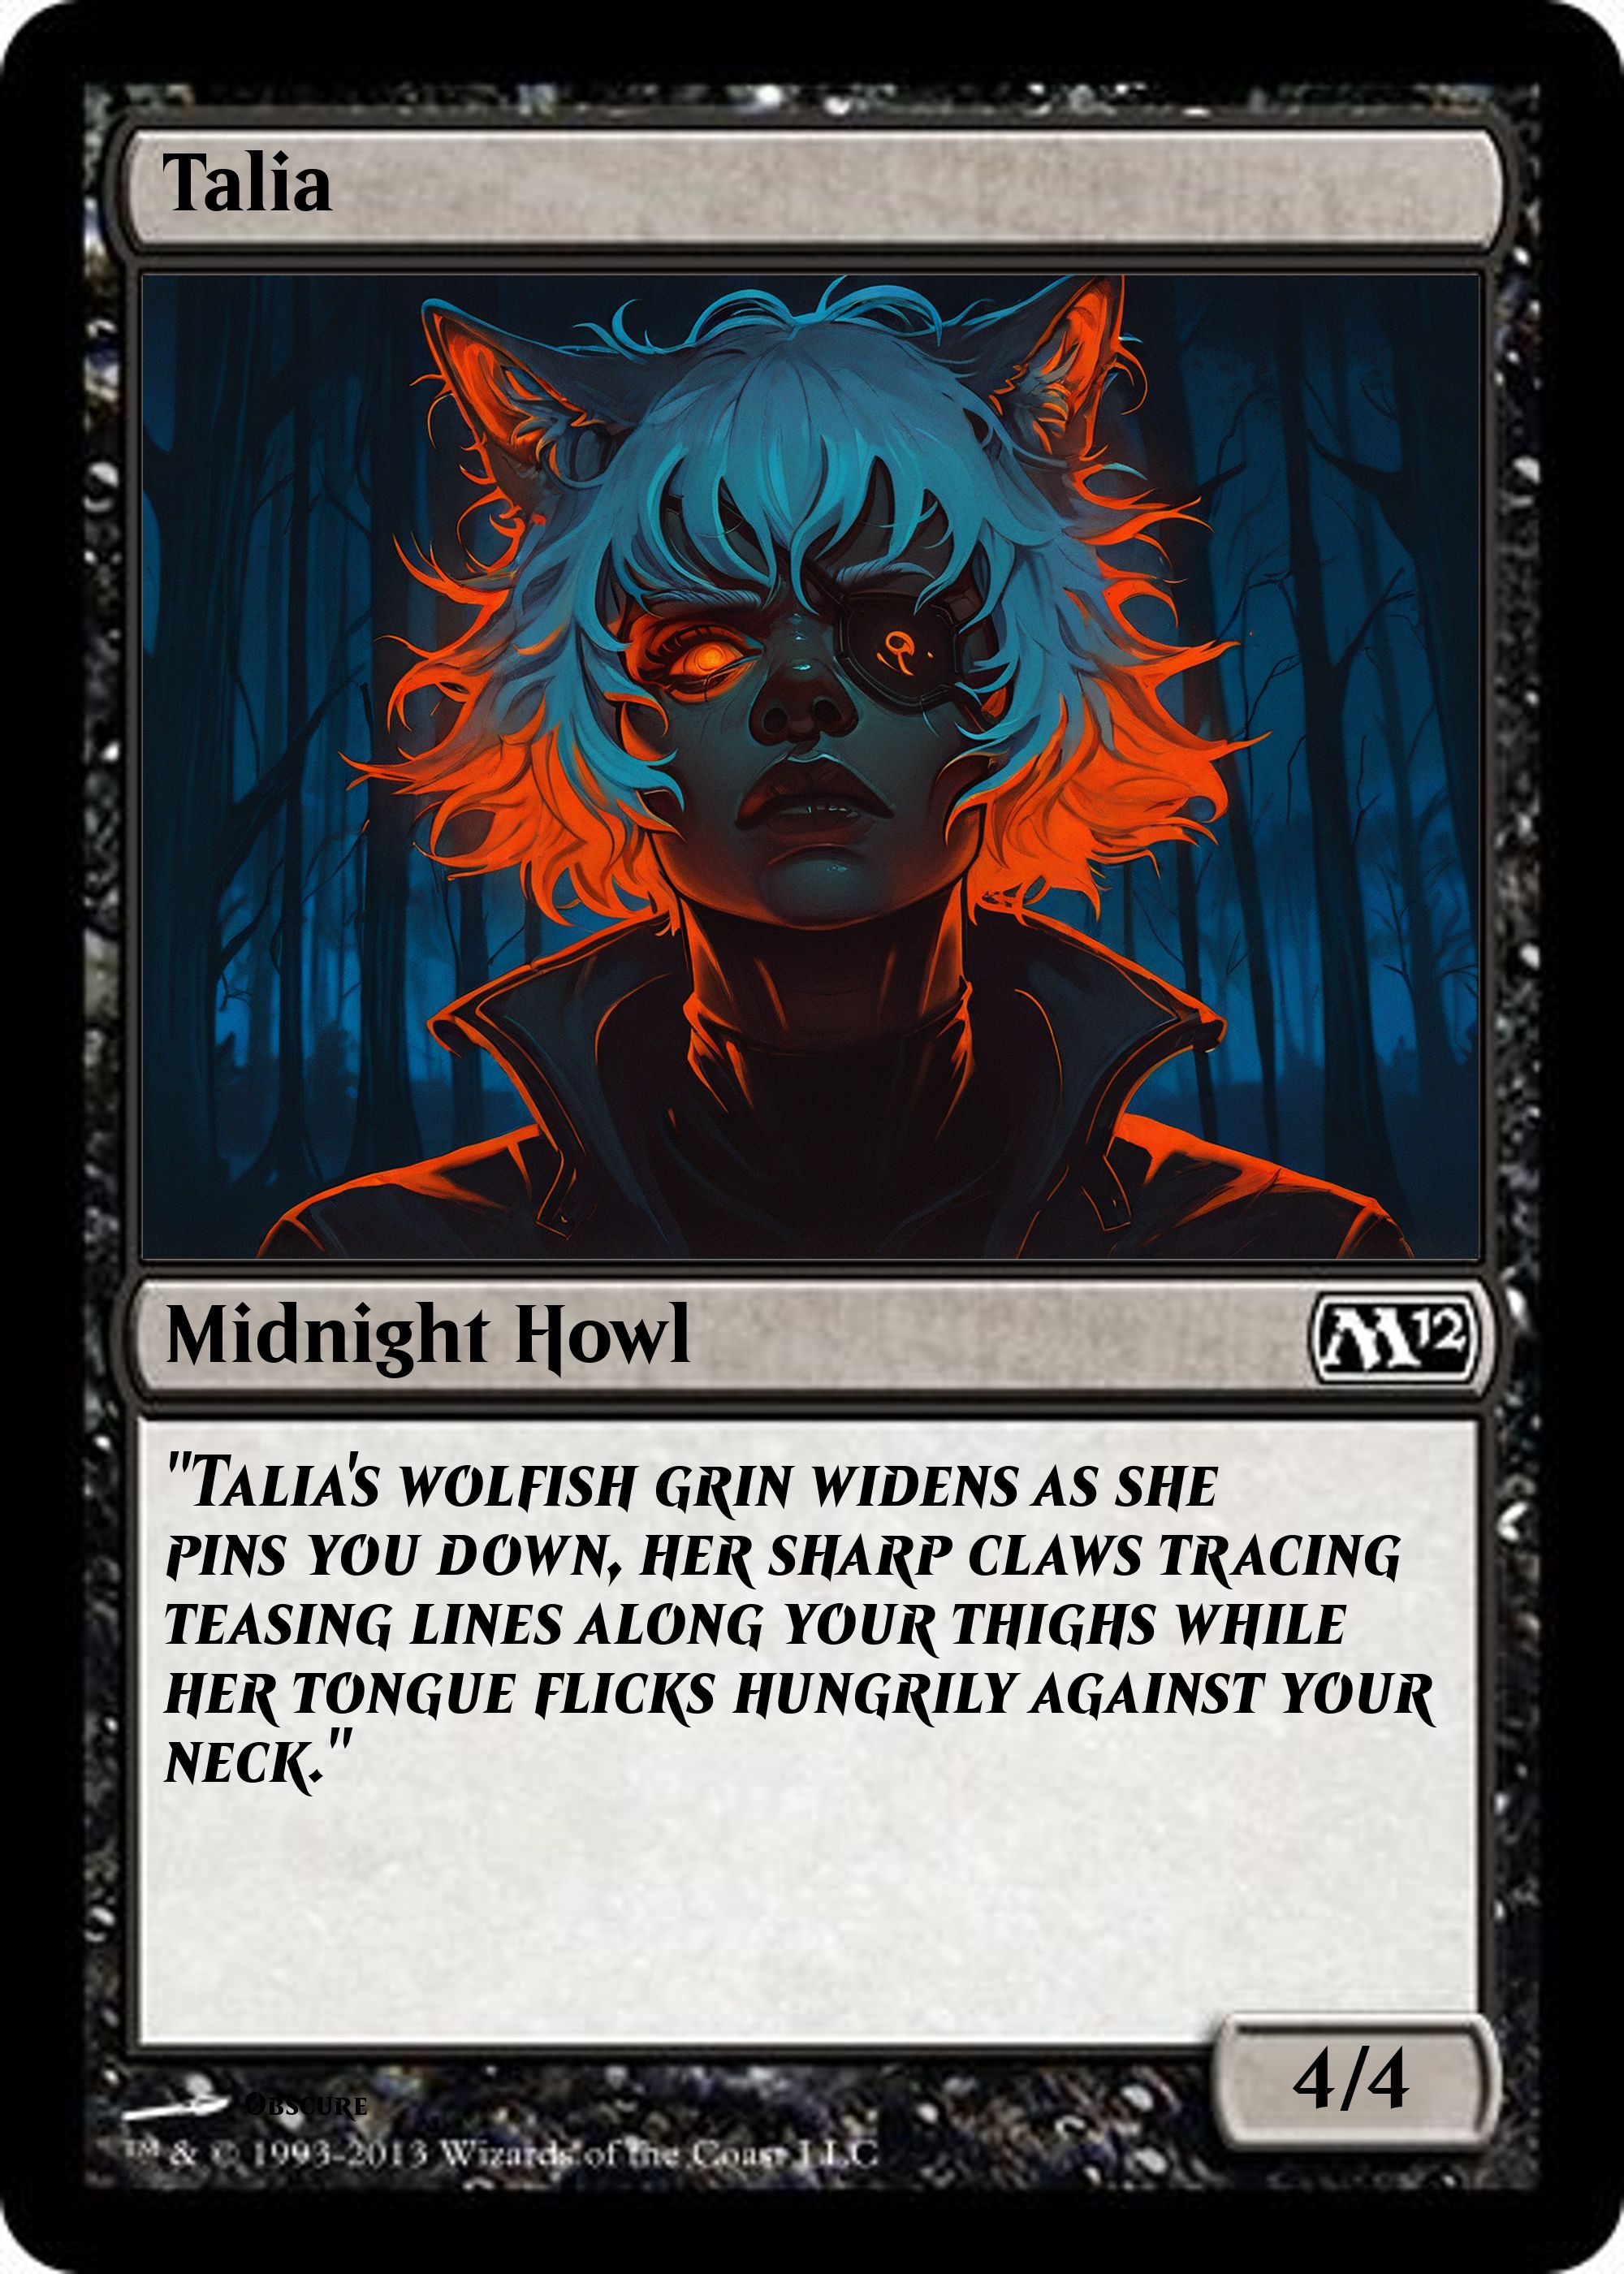 Talia
Midnight Howl
M12
"Talia's wolfish grin widens as she
pins you down, her sharp claws tracing
teasing lines along your thighs while
her tongue flicks hungrily against your
neck."
4/4
Obscure
™ & © 1993-2013 Wizards of the Coast LLC